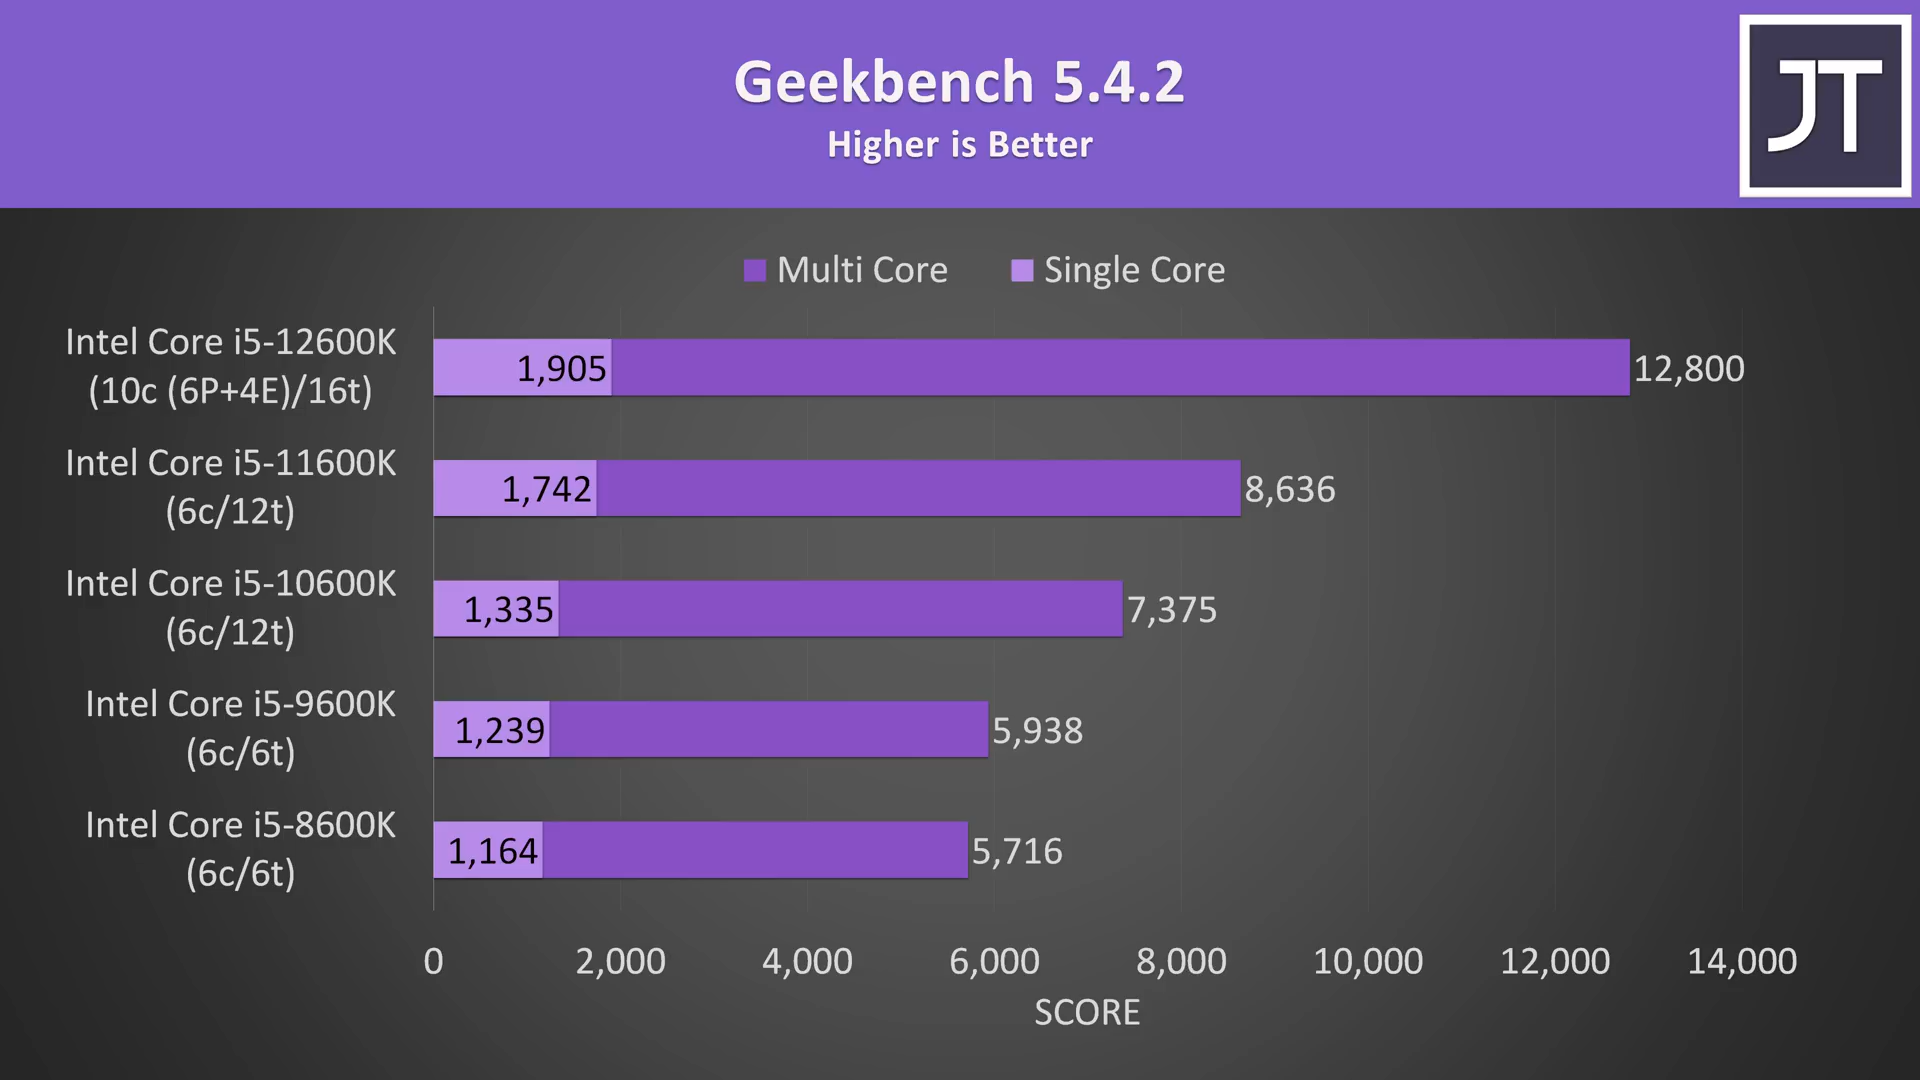 Geekbench 5.4.2
Higher is Better
JT
Multi Core
Single Core
Intel Core i5-12600K
(10c (6P+4E)/16t)
1,905
12,800
Intel Core i5-11600K
(6c/12t)
1,742
8,636
Intel Core i5-10600K
(6c/12t)
1,335
7,375
Intel Core i5-9600K
(6c/6t)
1,239
5,938
Intel Core i5-8600K
(6c/6t)
1,164
5,716
0 2,000 4,000 6,000 8,000 10,000 12,000 14,000
SCORE